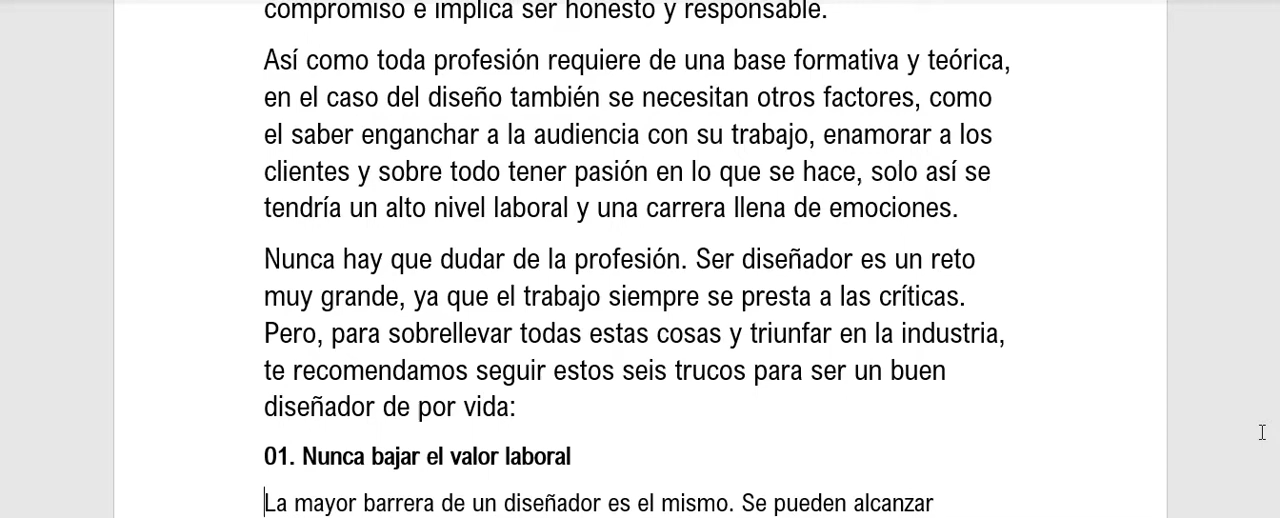 compromiso e implica ser honesto y responsable.
Así como toda profesión requiere de una base formativa y teórica,
en el caso del diseño también se necesitan otros factores, como
el saber enganchar a la audiencia con su trabajo, enamorar a los
clientes y sobre todo tener pasión en lo que se hace, solo así se
tendría un alto nivel laboral y una carrera llena de emociones.
Nunca hay que dudar de la profesión. Ser diseñador es un reto
muy grande, ya que el trabajo siempre se presta a las críticas.
Pero, para sobrellevar todas estas cosas y triunfar en la industria,
te recomendamos seguir estos seis trucos para ser un buen
diseñador de por vida:
01. Nunca bajar el valor laboral
La mayor barrera de un diseñador es el mismo. Se pueden alcanzar